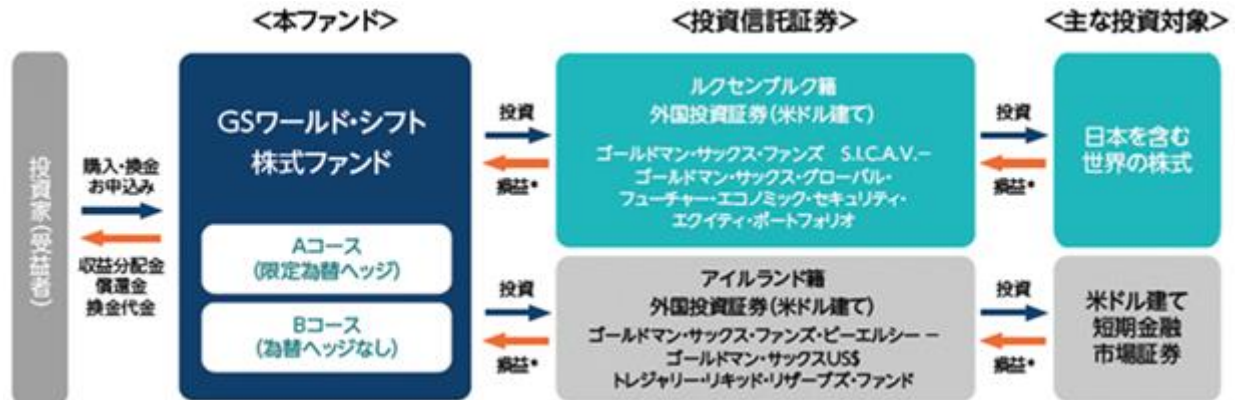 <本ファンド>
<投資信託証券>
<主な投資対象>
投資家(受益者)
購入・換金
お申込み
収益分配金
償還金
換金代金
GSワールド・シフト
株式ファンド
Aコース
(限定為替ヘッジ)
Bコース
(為替ヘッジなし)
投資
損益*
ルクセンブルク籍
外国投資証券(米ドル建て)
ゴールドマン・サックス・ファンズ S.I.C.A.V.−
ゴールドマン・サックス・グローバル・
フューチャー・エコノミック・セキュリティ・
エクイティ・ポートフォリオ
投資
損益*
日本を含む
世界の株式
投資
損益*
アイルランド籍
外国投資証券(米ドル建て)
ゴールドマン・サックス・ファンズ・ピーエルシー −
ゴールドマン・サックスUS$
トレジャリー・リキッド・リザーブズ・ファンド
投資
損益*
米ドル建て
短期金融
市場証券